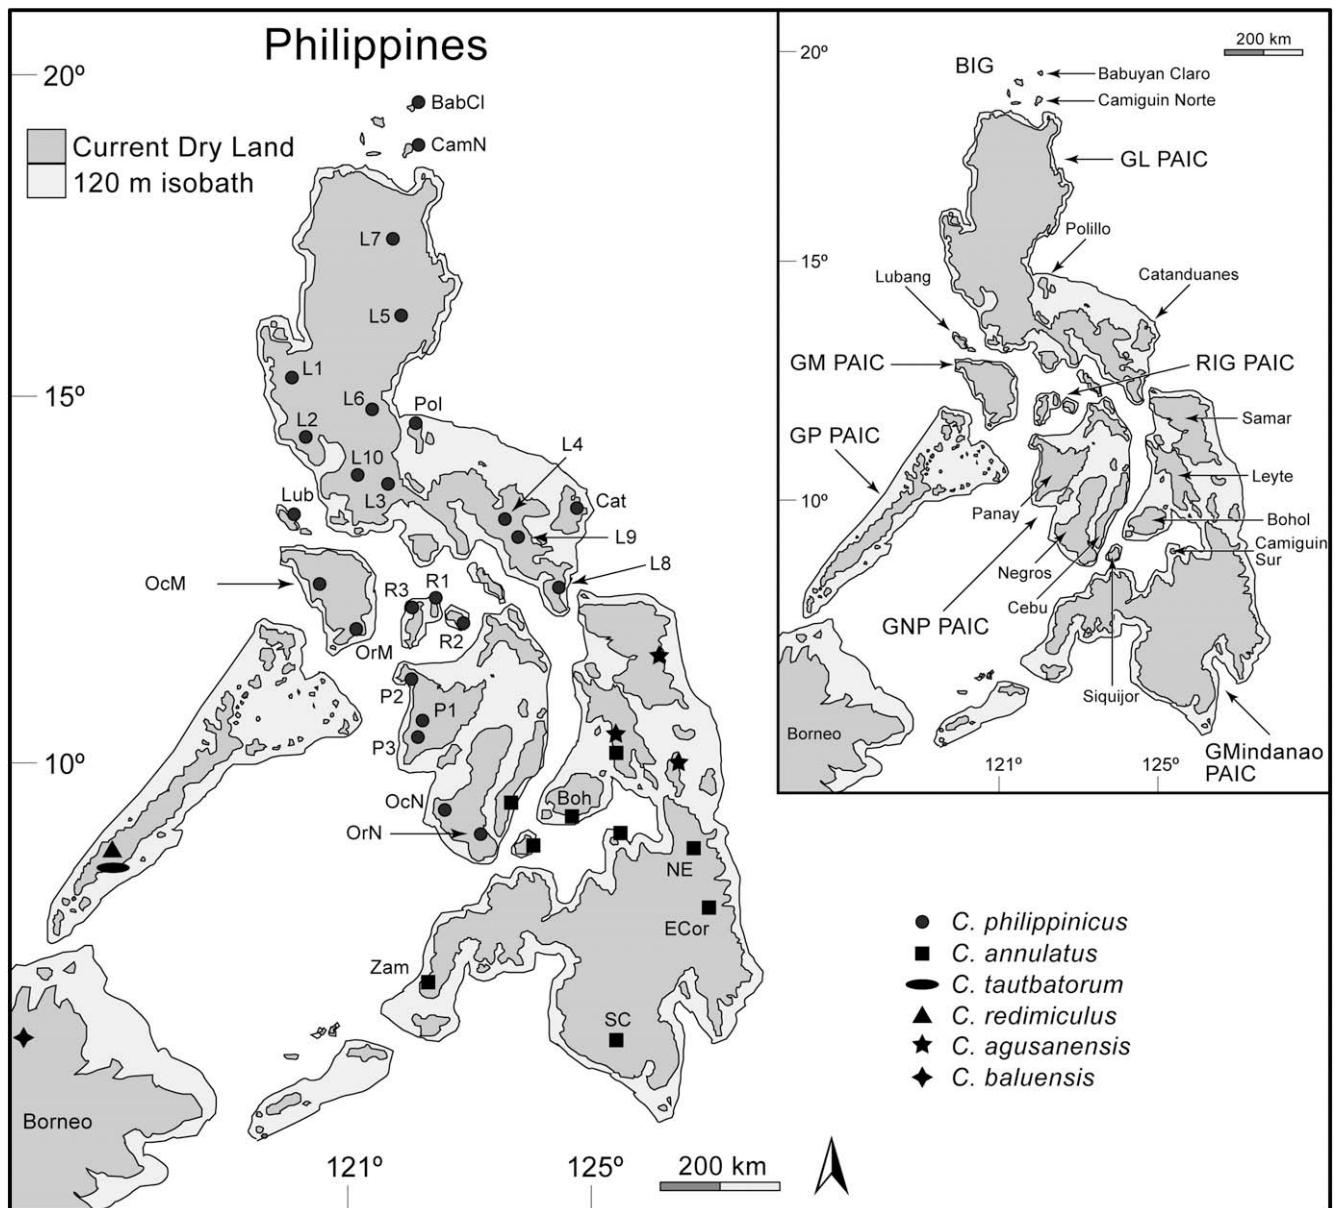 Philippines
20º
BabCl
CamN
Current Dry Land
120 m isobath
L7
L5
L1
15º
L6
Pol
L2
L4
L10
L3
Lub
Cat
L9
L8
OcM
R3
R1
R2
OrM
P2
P1
P3
10º
OcN
Boh
OrN
NE
ECor
Zam
SC
Borneo
121º
125º
200 km
C. philippinicus
C. annulatus
C. tautbatorum
C. redimiculus
C. agusanensis
C. baluensis
20º
200 km
BIG
Babuyan Claro
Camiguin Norte
GL PAIC
Polillo
15º
Lubang
Catanduanes
GM PAIC
RIG PAIC
Samar
GP PAIC
Leyte
10º
Panay
Bohol
Camiguin
Sur
Negros
Cebu
GNP PAIC
Siquijor
Borneo
GMindanao
PAIC
121º
125º